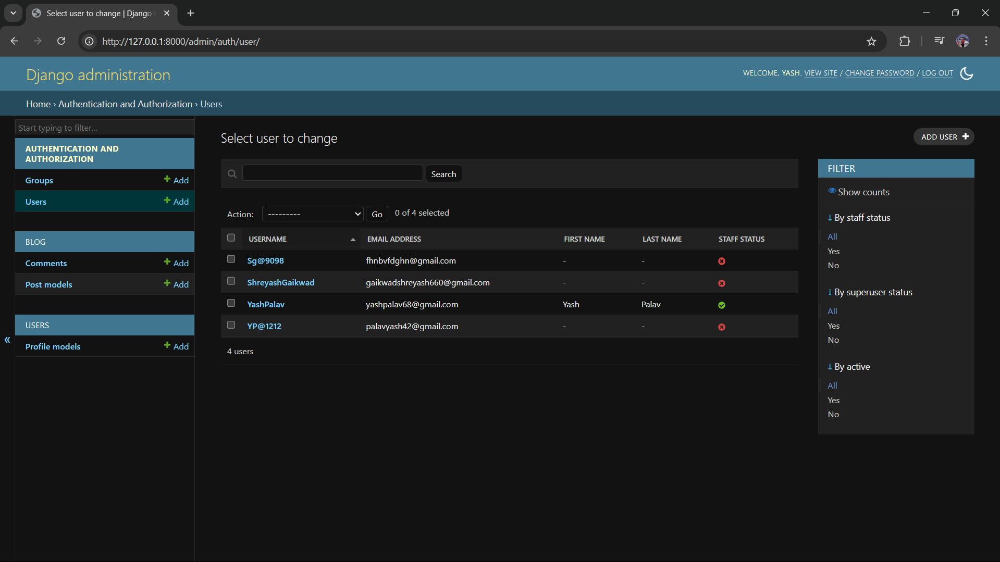 Select user to change | Django
http://127.0.0.1:8000/admin/auth/user/
Django administration
WELCOME, YASH. VIEW SITE / CHANGE PASSWORD / LOG OUT
Home › Authentication and Authorization › Users
Start typing to filter...
AUTHENTICATION AND
AUTHORIZATION
Groups + Add
Users + Add
BLOG
Comments + Add
Post models + Add
USERS
Profile models + Add
«
Select user to change
ADD USER +
Search
Action: --------- Go 0 of 4 selected
USERNAME EMAIL ADDRESS FIRST NAME LAST NAME STAFF STATUS
Sg@9098 fhnbvfdghn@gmail.com - -
ShreyashGaikwad gaikwadshreyash660@gmail.com - -
YashPalav yashpalav68@gmail.com Yash Palav
YP@1212 palavyash42@gmail.com - -
4 users
FILTER
Show counts
↓ By staff status
All
Yes
No
↓ By superuser status
All
Yes
No
↓ By active
All
Yes
No